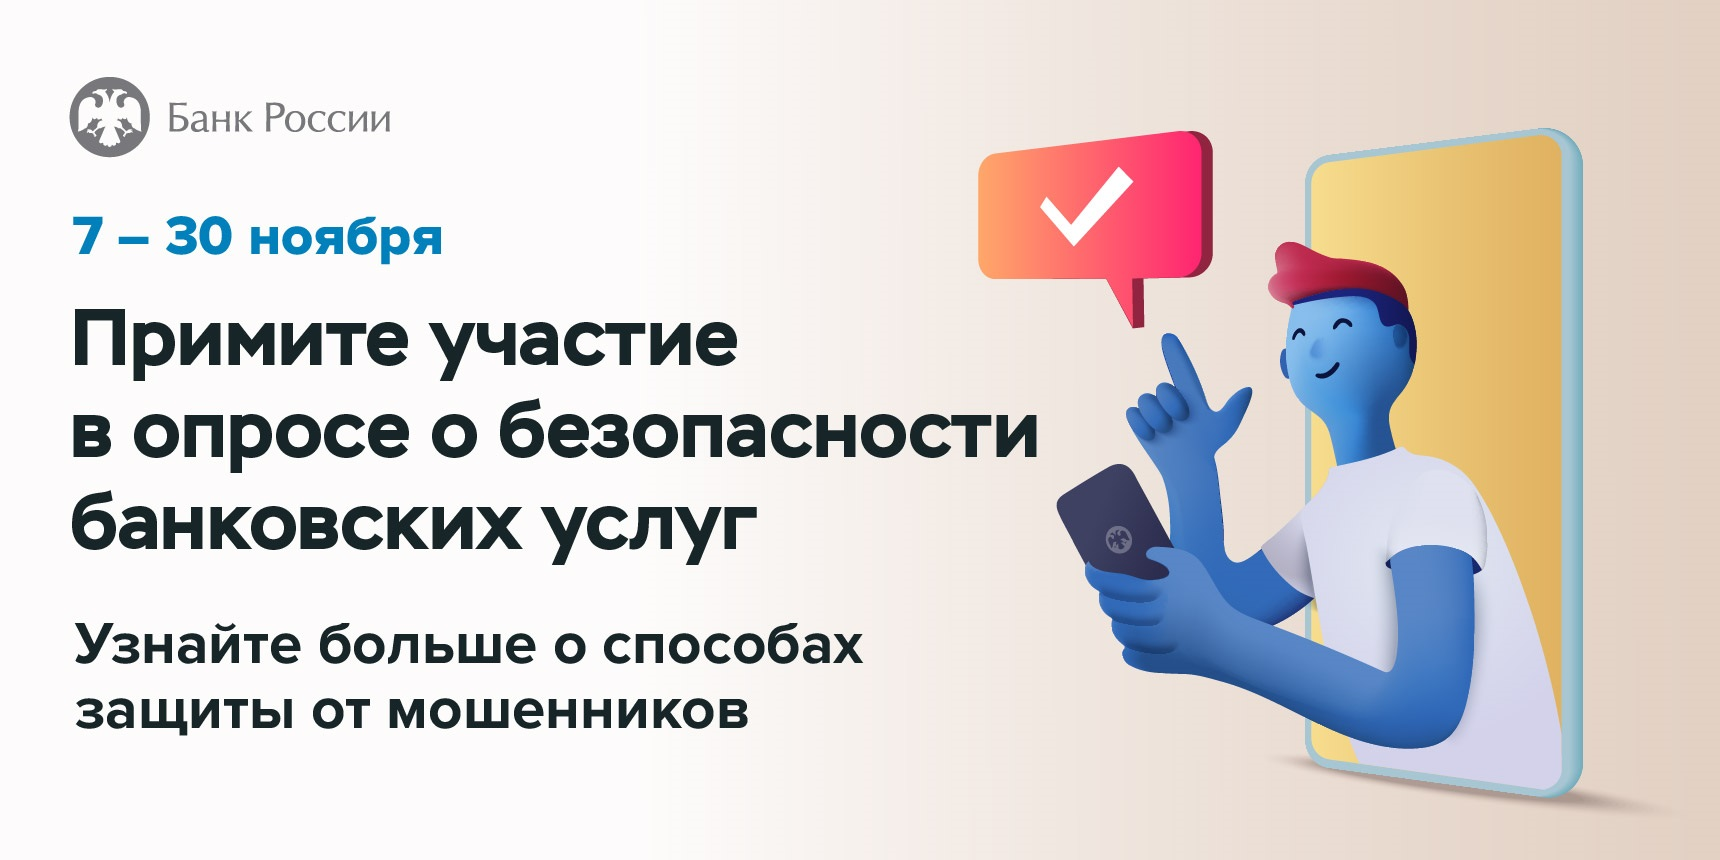 Банк России
7 – 30 ноября
Примите участие
в опросе о безопасности
банковских услуг
Узнайте больше о способах
защиты от мошенников